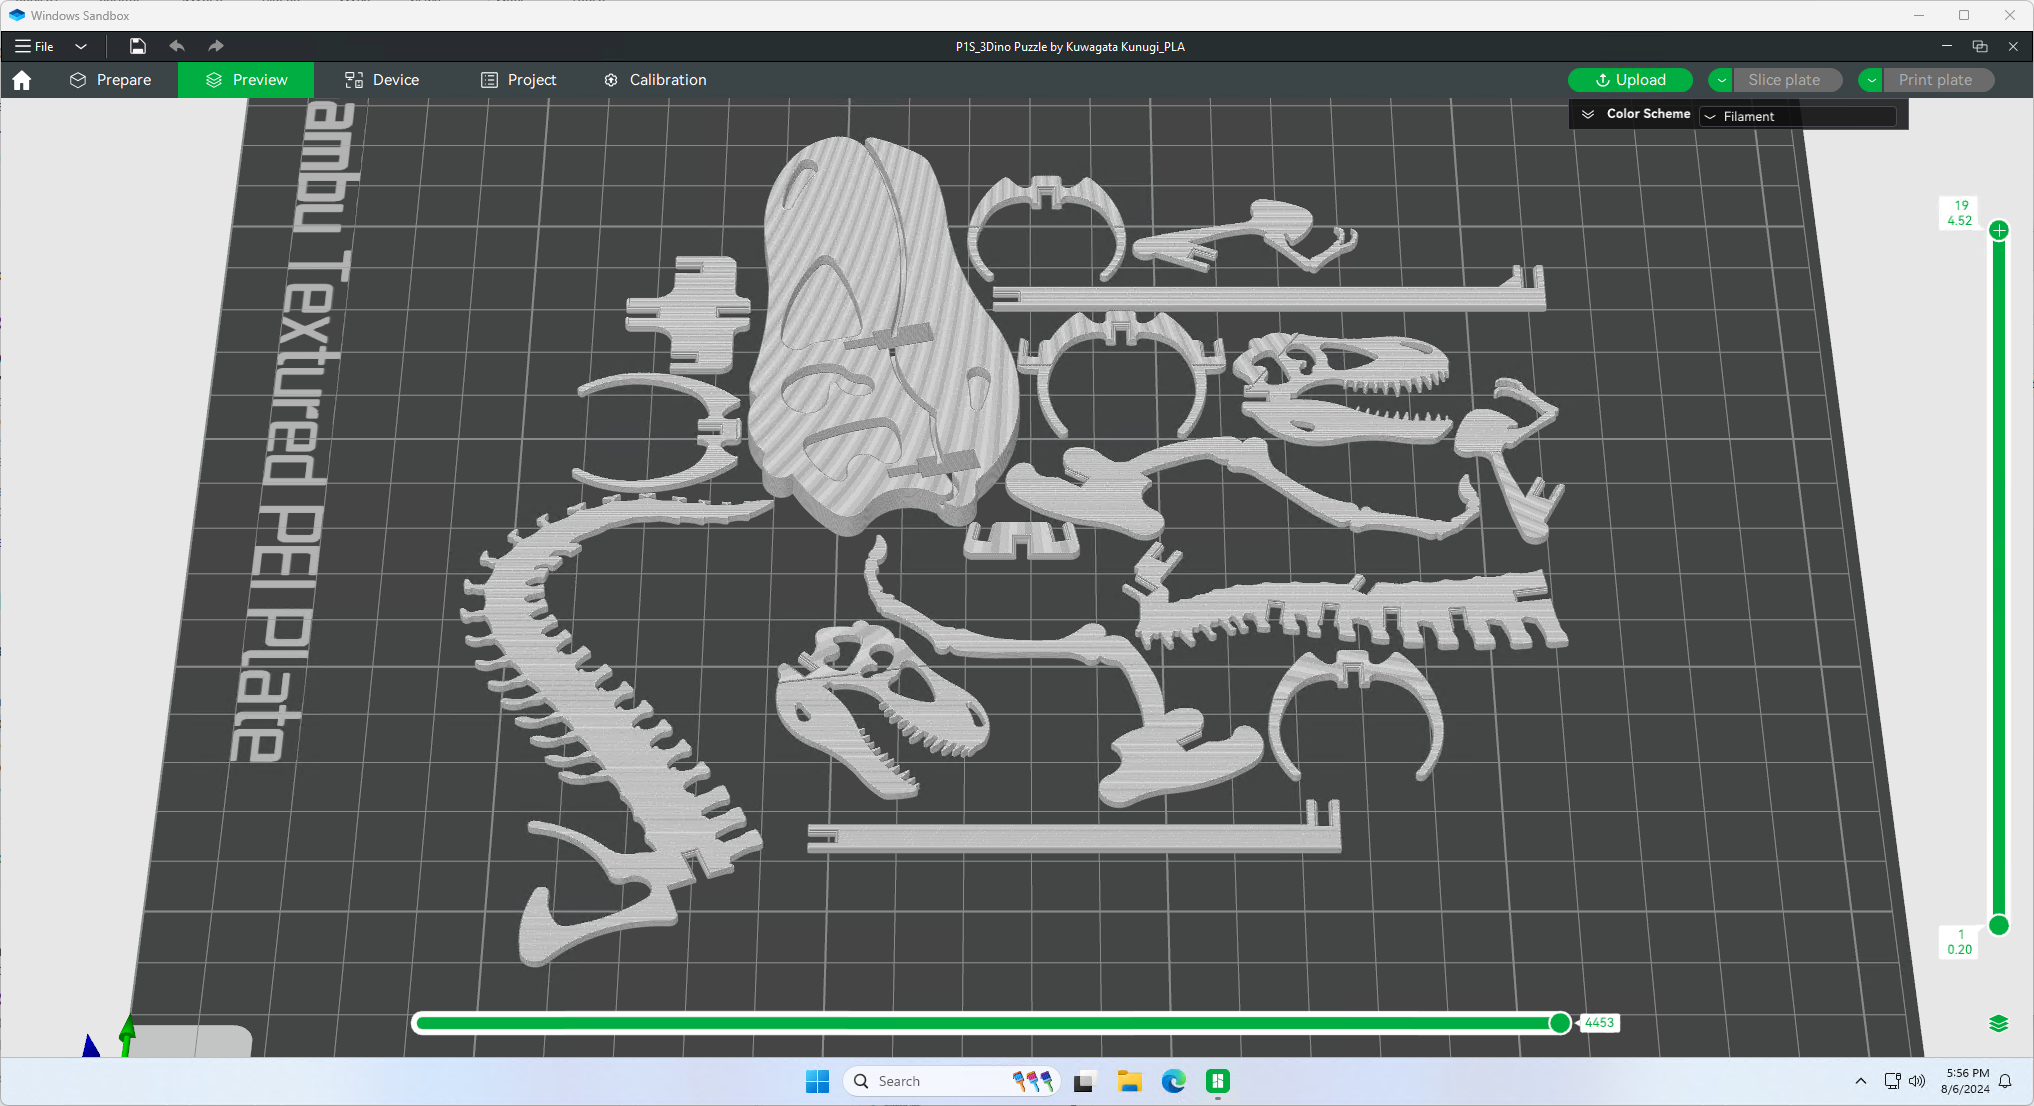 Windows Sandbox
File
P1S_3Dino Puzzle by Kuwagata Kunugi_PLA
Prepare
Preview
Device
Project
Calibration
Upload
Slice plate
Print plate
Color Scheme
Filament
ambu Textured PEI Plate
19
4.52
1
0.20
4453
Search
5:56 PM
8/6/2024